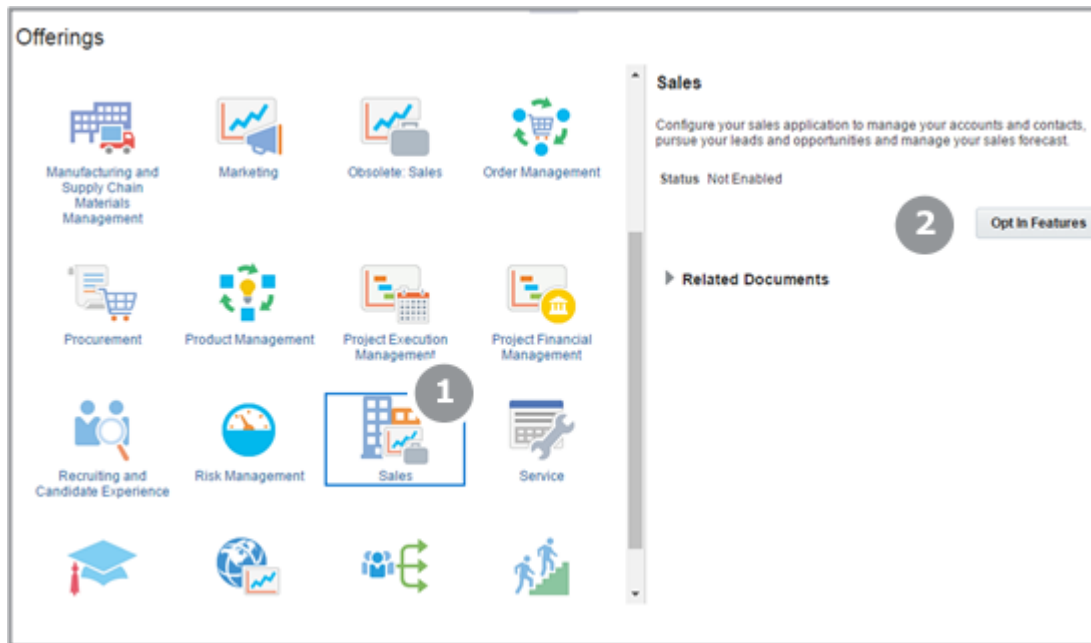 Offerings
Manufacturing and
Supply Chain
Materials
Management
Marketing
Obsolete: Sales
Order Management
Procurement
Product Management
Project Execution
Management
Project Financial
Management
1
Recruiting and
Candidate Experience
Risk Management
Sales
Service
Sales
Configure your sales application to manage your accounts and contacts,
pursue your leads and opportunities and manage your sales forecast.
Status Not Enabled
2
Opt In Features
Related Documents